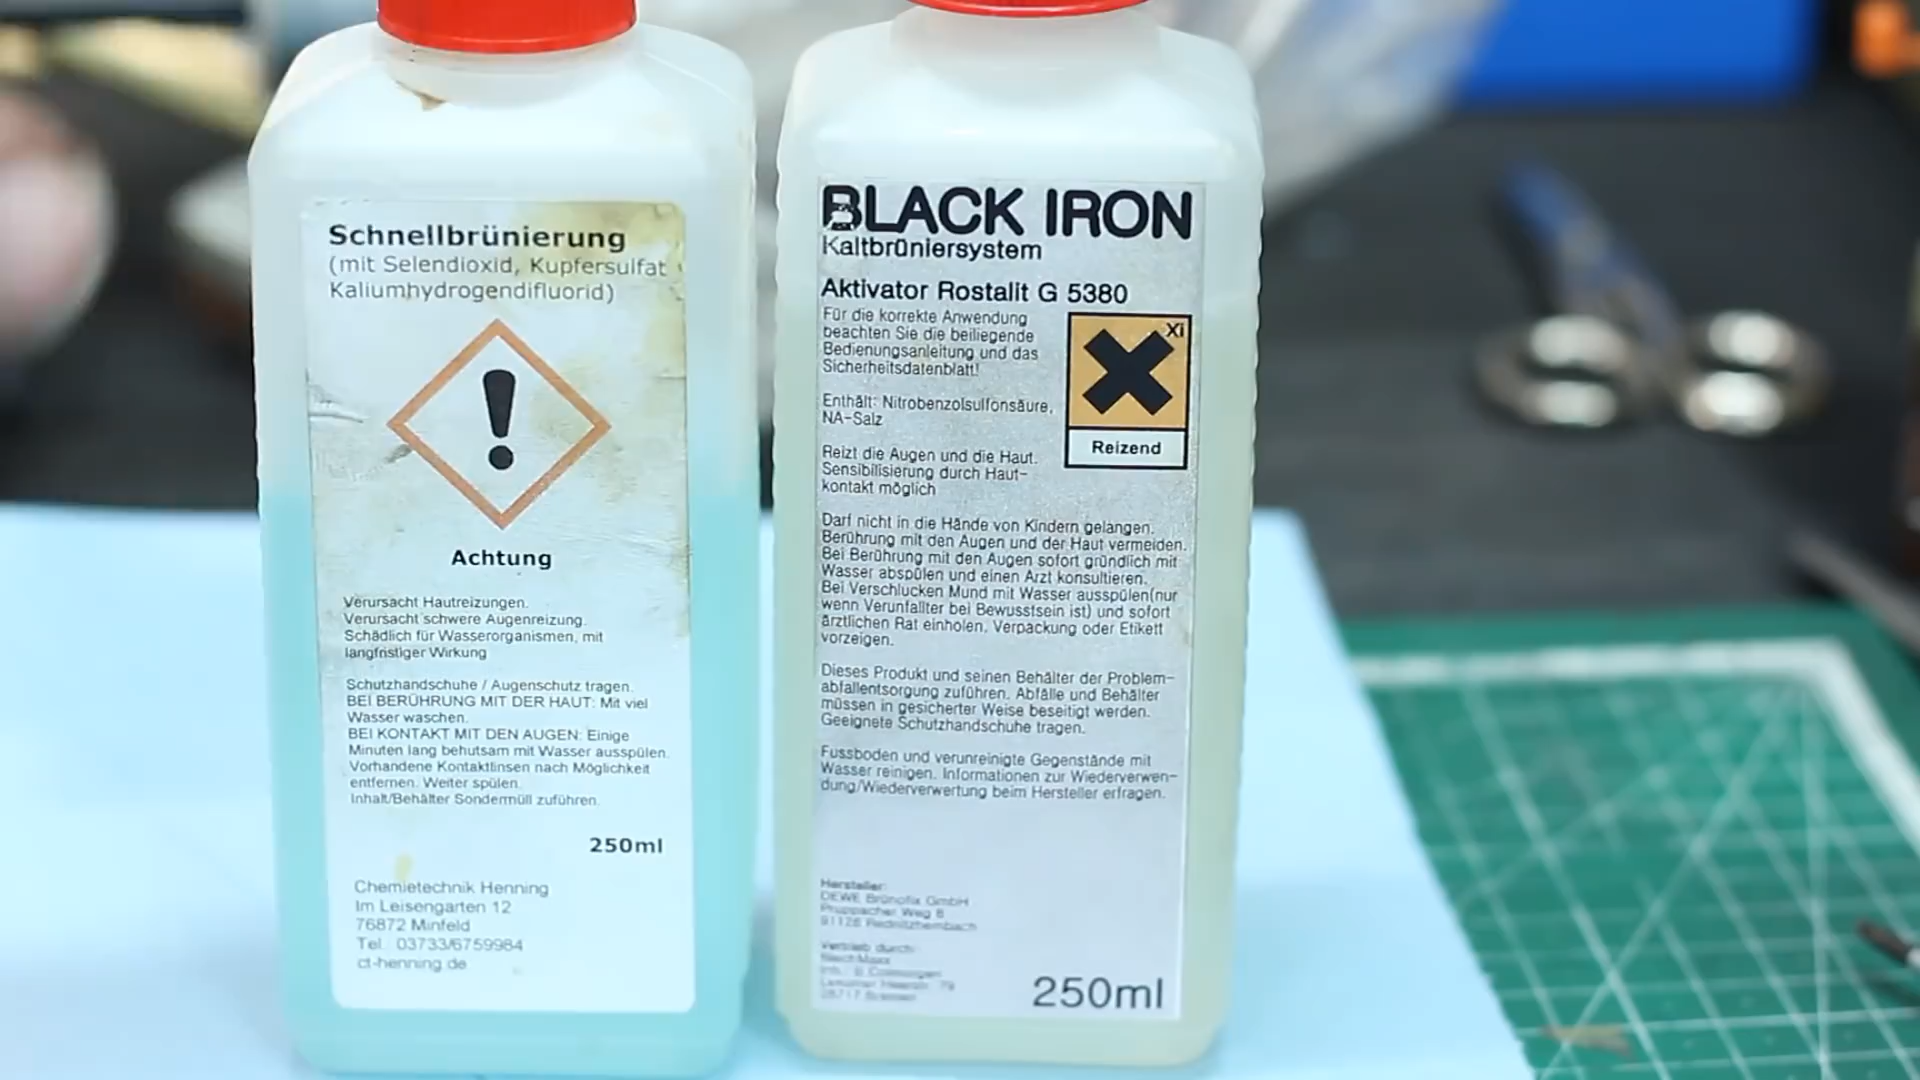 Schnellbrünierung
(mit Selendioxid, Kupfersulfat
Kaliumhydrogendifluorid)
Achtung
Verursacht Hautreizungen.
Verursacht schwere Augenreizung.
Schädlich für Wasserorganismen, mit
langfristiger Wirkung
Schutzhandschuhe / Augenschutz tragen.
BEI BERÜHRUNG MIT DER HAUT: Mit viel
Wasser waschen.
BEI KONTAKT MIT DEN AUGEN: Einige
Minuten lang behutsam mit Wasser ausspülen.
Vorhandene Kontaktlinsen nach Möglichkeit
entfernen. Weiter spülen.
Inhalt/Behälter Sondermüll zuführen.
250ml
Chemietechnik Henning
Im Leisengarten 12
76872 Minfeld
Tel. 03733/6759984
ct-henning.de
BLACK IRON
Kaltbrüniersystem
Aktivator Rostalit G 5380
Für die korrekte Anwendung
beachten Sie die beiliegende
Bedienungsanleitung und das
Sicherheitsdatenblatt!
Xi
Reizend
Enthält: Nitrobenzolsulfonsäure,
NA-Salz
Reizt die Augen und die Haut.
Sensibilisierung durch Haut-
kontakt möglich
Darf nicht in die Hände von Kindern gelangen.
Berührung mit den Augen und der Haut vermeiden.
Bei Berührung mit den Augen sofort gründlich mit
Wasser abspülen und einen Arzt konsultieren.
Bei Verschlucken Mund mit Wasser ausspülen(nur
wenn Verunfallter bei Bewusstsein ist) und sofort
ärztlichen Rat einholen. Verpackung oder Etikett
vorzeigen.
Dieses Produkt und seinen Behälter der Problem-
abfallentsorgung zuführen. Abfälle und Behälter
müssen in gesicherter Weise beseitigt werden.
Geeignete Schutzhandschuhe tragen.
Fussboden und verunreinigte Gegenstände mit
Wasser reinigen. Informationen zur Wiederverwen-
dung/Wiederverwertung beim Hersteller erfragen.
Hersteller:
DEWE Brünofix GmbH
Weg 8
91126 Rednitzhembach
Vertrieb durch:
250ml